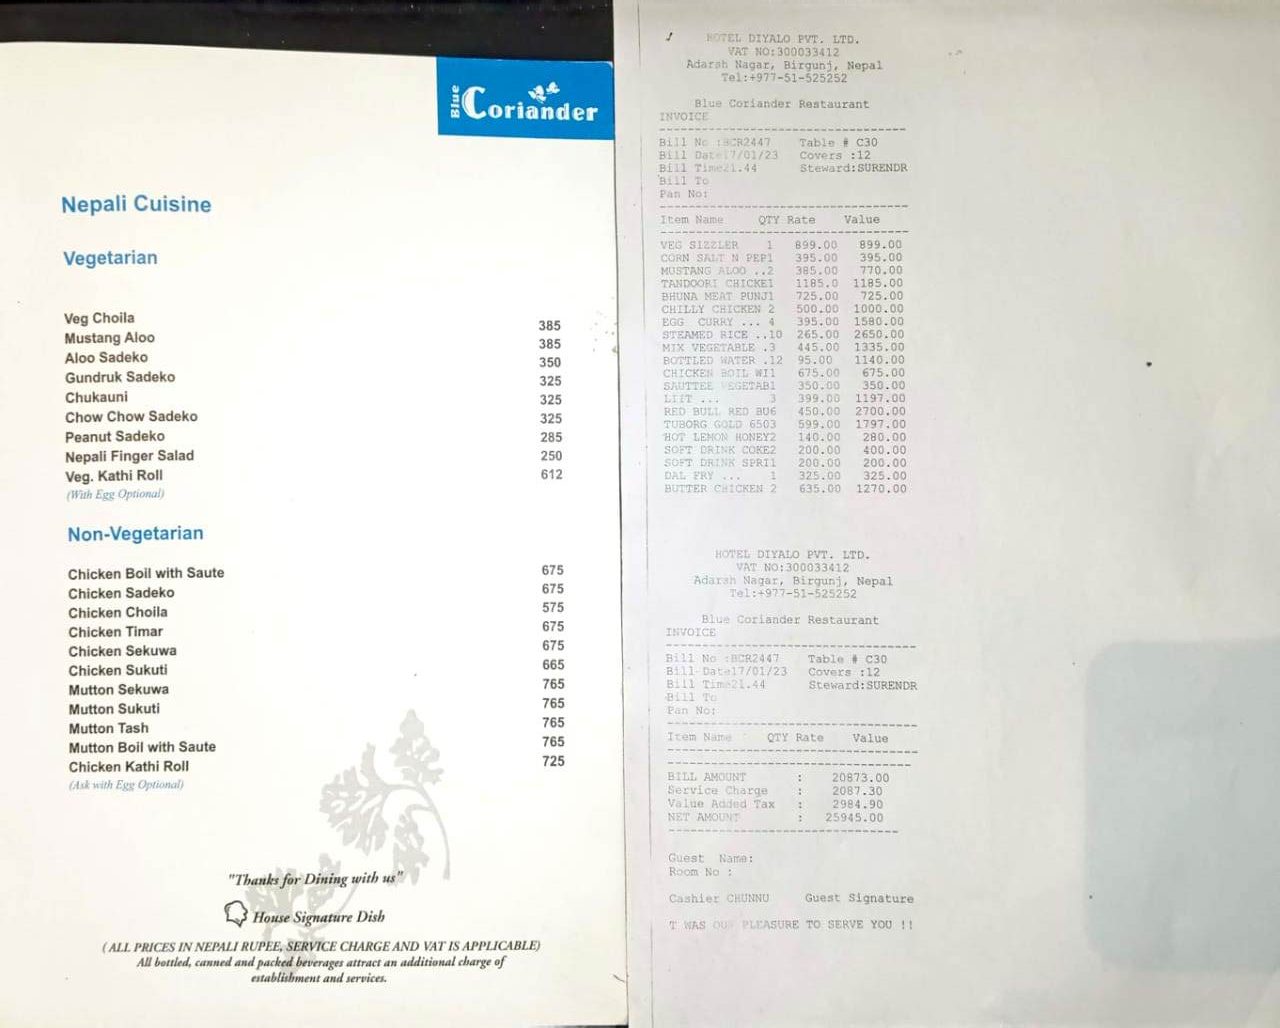 Blue Coriander
Nepali Cuisine
Vegetarian
Veg Choila 385
Mustang Aloo 385
Aloo Sadeko 350
Gundruk Sadeko 325
Chukauni 325
Chow Chow Sadeko 325
Peanut Sadeko 285
Nepali Finger Salad 250
Veg. Kathi Roll 612
(With Egg Optional)
Non-Vegetarian
Chicken Boil with Saute 675
Chicken Sadeko 675
Chicken Choila 575
Chicken Timar 675
Chicken Sekuwa 675
Chicken Sukuti 665
Mutton Sekuwa 765
Mutton Sukuti 765
Mutton Tash 765
Mutton Boil with Saute 765
Chicken Kathi Roll 725
(Ask with Egg Optional)
"Thanks for Dining with us"
House Signature Dish
(ALL PRICES IN NEPALI RUPEE, SERVICE CHARGE AND VAT IS APPLICABLE)
All bottled, canned and packed beverages attract an additional charge of
establishment and services.
HOTEL DIYALO PVT. LTD.
VAT NO:300033412
Adarsh Nagar, Birgunj, Nepal
Tel:+977-51-525252
Blue Coriander Restaurant
INVOICE
Bill No :BCR2447 Table # C30
Bill Date17/01/23 Covers :12
Bill Time21.44 Steward:SURENDR
Bill To
Pan No:
Item Name QTY Rate Value
VEG SIZZLER 1 899.00 899.00
CORN SALT N PEP1 395.00 395.00
MUSTANG ALOO ..2 385.00 770.00
TANDOORI CHICKE1 1185.0 1185.00
BHUNA MEAT PUNJ1 725.00 725.00
CHILLY CHICKEN 2 500.00 1000.00
EGG CURRY ... 4 395.00 1580.00
STEAMED RICE ..10 265.00 2650.00
MIX VEGETABLE .3 445.00 1335.00
BOTTLED WATER .12 95.00 1140.00
CHICKEN BOIL WI1 675.00 675.00
SAUTTEE VEGETAB1 350.00 350.00
LIIT ... 3 399.00 1197.00
RED BULL RED BU6 450.00 2700.00
TUBORG GOLD 6503 599.00 1797.00
HOT LEMON HONEY2 140.00 280.00
SOFT DRINK COKE2 200.00 400.00
SOFT DRINK SPRI1 200.00 200.00
DAL FRY ... 1 325.00 325.00
BUTTER CHICKEN 2 635.00 1270.00
HOTEL DIYALO PVT. LTD.
VAT NO:300033412
Adarsh Nagar, Birgunj, Nepal
Tel:+977-51-525252
Blue Coriander Restaurant
INVOICE
Bill No :BCR2447 Table # C30
Bill Date17/01/23 Covers :12
Bill Time21.44 Steward:SURENDR
Bill To
Pan No:
Item Name QTY Rate Value
BILL AMOUNT : 20873.00
Service Charge : 2087.30
Value Added Tax : 2984.90
NET AMOUNT : 25945.00
Guest Name:
Room No :
Cashier CHUNNU Guest Signature
T WAS OUR PLEASURE TO SERVE YOU !!